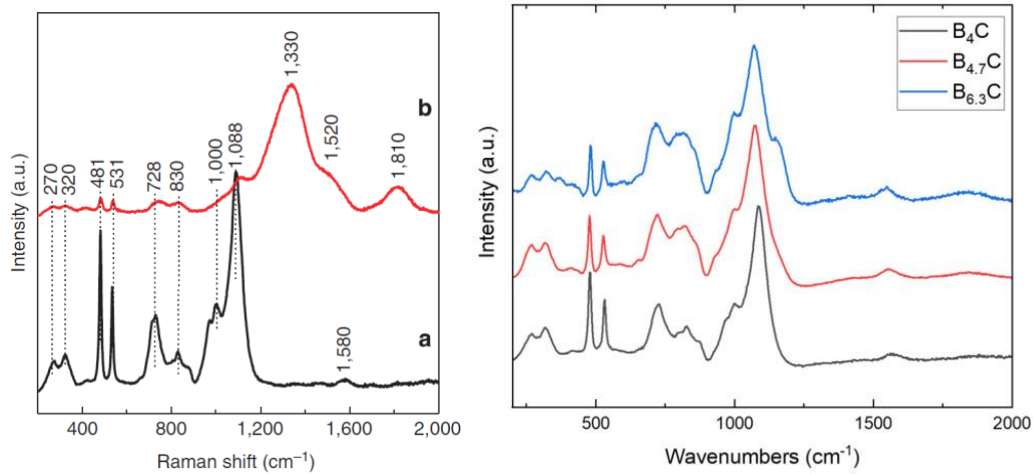 b
a
270
320
481
531
728
830
1,000
1,088
1,330
1,520
1,810
1,580
Intensity (a.u.)
400 800 1,200 1,600 2,000
Raman shift (cm⁻¹)
B₄C
B₄.₇C
B₆.₃C
Intensity (a.u.)
500 1000 1500 2000
Wavenumbers (cm⁻¹)